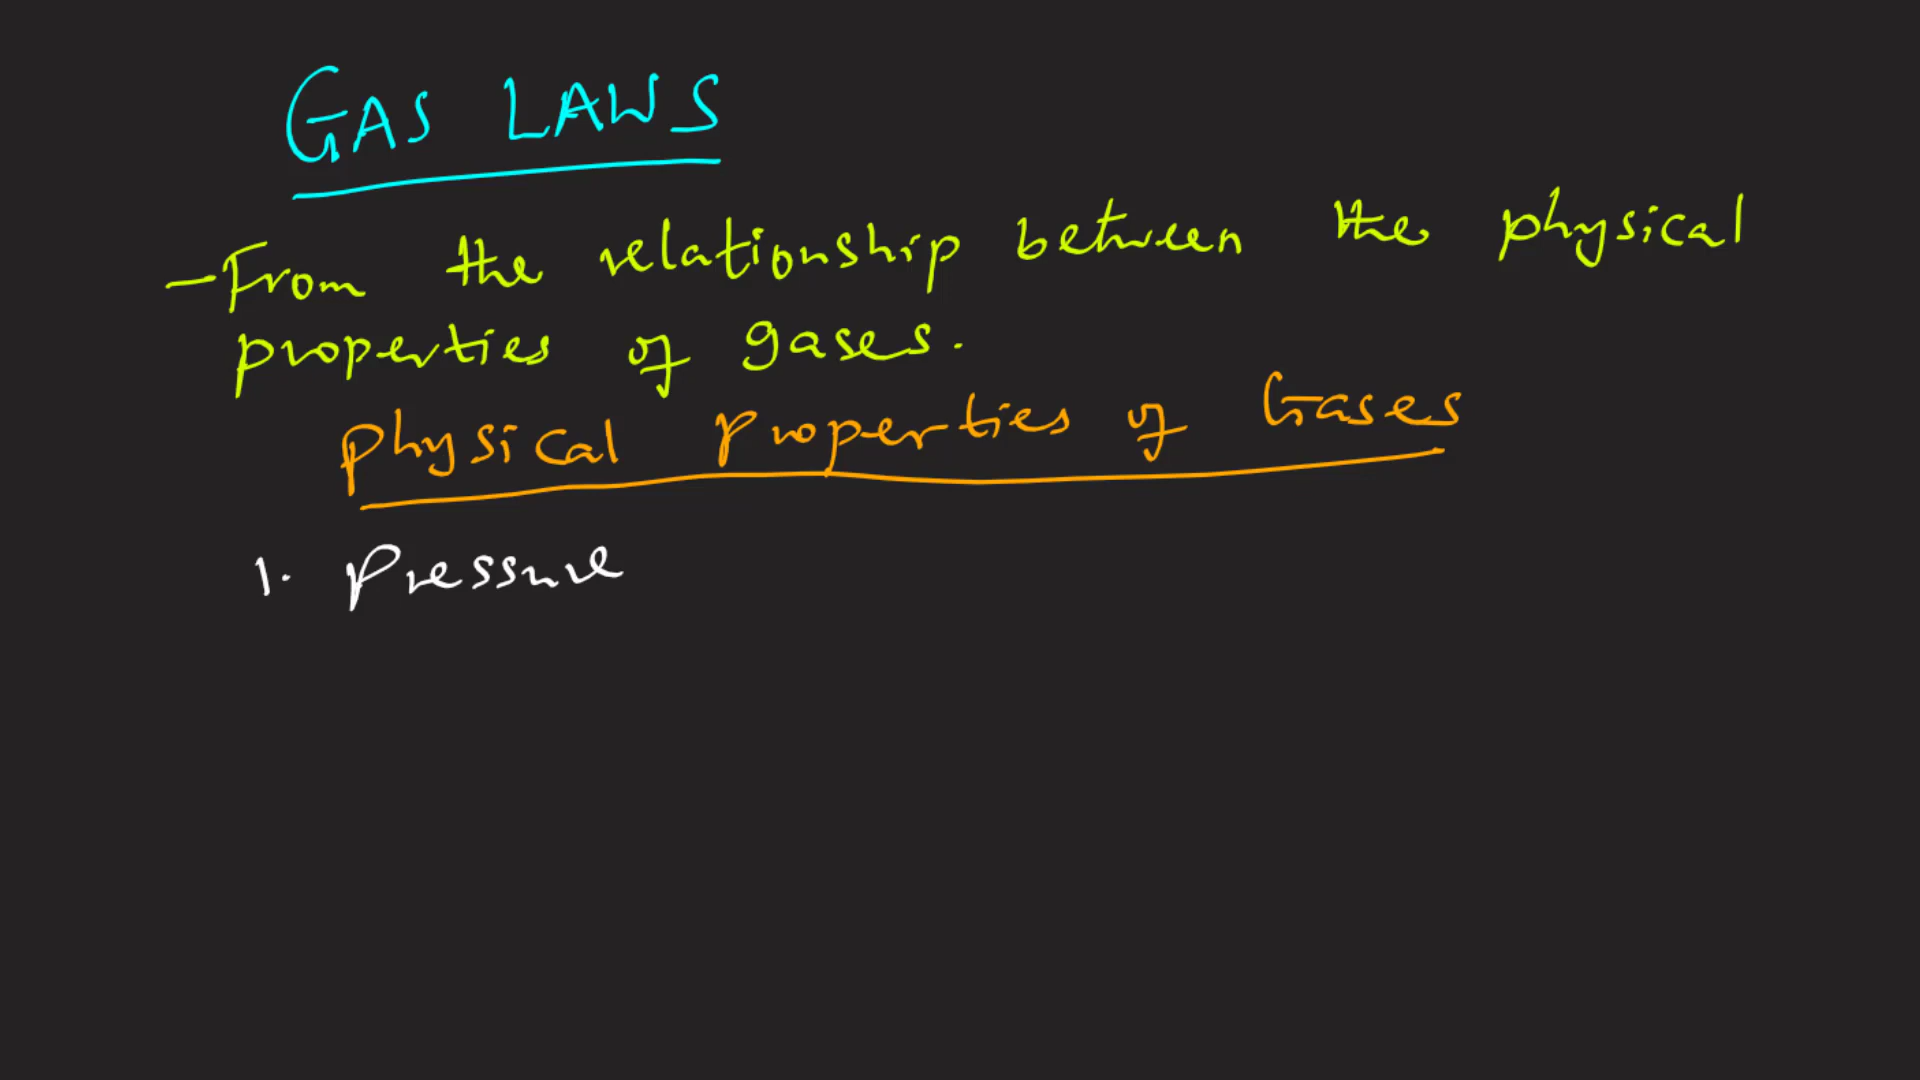 GAS LAWS
-From the relationship between the physical
properties of gases.
Physical Properties of Gases
1. Pressure